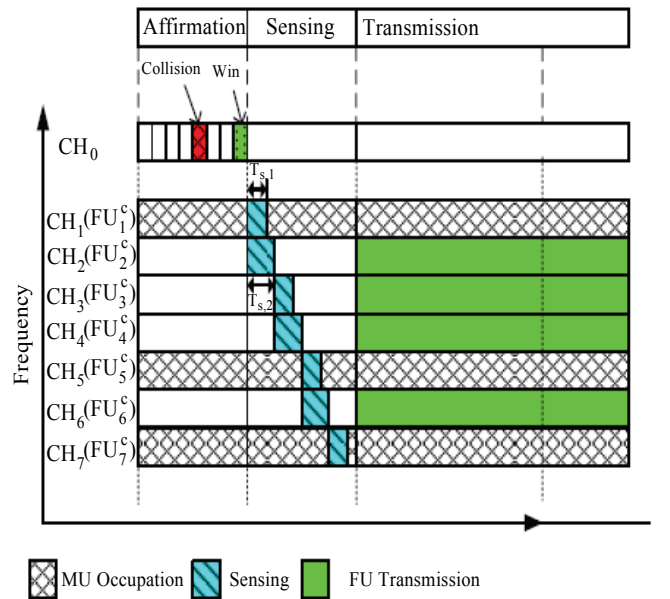 Affirmation Sensing Transmission
Collision Win
CH0
Ts,1
CH1(FU1c)
CH2(FU2c)
CH3(FU3c)
Ts,2
CH4(FU4c)
CH5(FU5c)
CH6(FU6c)
CH7(FU7c)
Frequency
MU Occupation Sensing FU Transmission